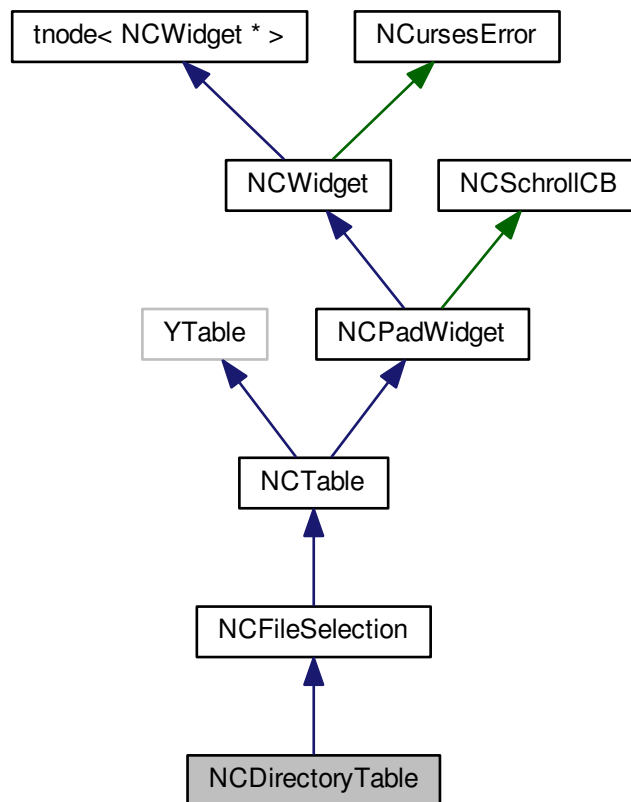 tnode< NCWidget * >
NCursesError
NCWidget
NCSchrollCB
YTable
NCPadWidget
NCTable
NCFileSelection
NCDirectoryTable